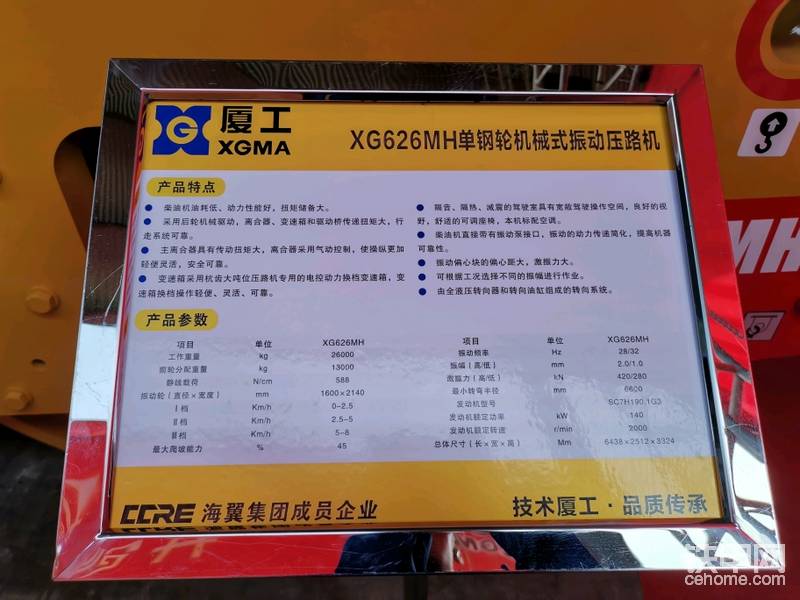 厦工
XGMA
XG626MH单钢轮机械式振动压路机
产品特点
● 柴油机油耗低、动力性能好，扭矩储备大。
● 采用后轮机械驱动，离合器、变速箱和驱动桥传递扭矩大，行
走系统可靠。
● 主离合器具有传动扭矩大，离合器采用气动控制，使操纵更加
轻便灵活，安全可靠。
● 变速箱采用杭齿大吨位压路机专用的电控动力换档变速箱，变
速箱换档操作轻便、灵活、可靠。
● 隔音、隔热、减震的驾驶室具有宽敞驾驶操作空间，良好的视
野，舒适的可调座椅，本机标配空调。
● 柴油机直接带有振动泵接口，振动的动力传递简化，提高机器
可靠性。
● 振动偏心块的偏心距大，激振力大。
● 可根据工况选择不同的振幅进行作业。
● 由全液压转向器和转向油缸组成的转向系统。
产品参数
项目 单位 XG626MH
工作重量 kg 26000
前轮分配重量 kg 13000
静线载荷 N/cm 588
振动轮（直径×宽度） mm 1600×2140
Ⅰ档 Km/h 0-2.5
Ⅱ档 Km/h 2.5-5
Ⅲ档 Km/h 5-8
最大爬坡能力 % 45
项目 单位 XG626MH
振动频率 Hz 28/32
振幅（高/低） mm 2.0/1.0
激振力（高/低） kN 420/280
最小转弯半径 mm 6600
发动机型号 SC7H190.1G3
发动机额定功率 kW 140
发动机额定转速 r/min 2000
总体尺寸（长×宽×高） Mm 6438×2512×3324
CCRE 海翼集团成员企业
技术厦工·品质传承
MH
铁甲网
cehome.com